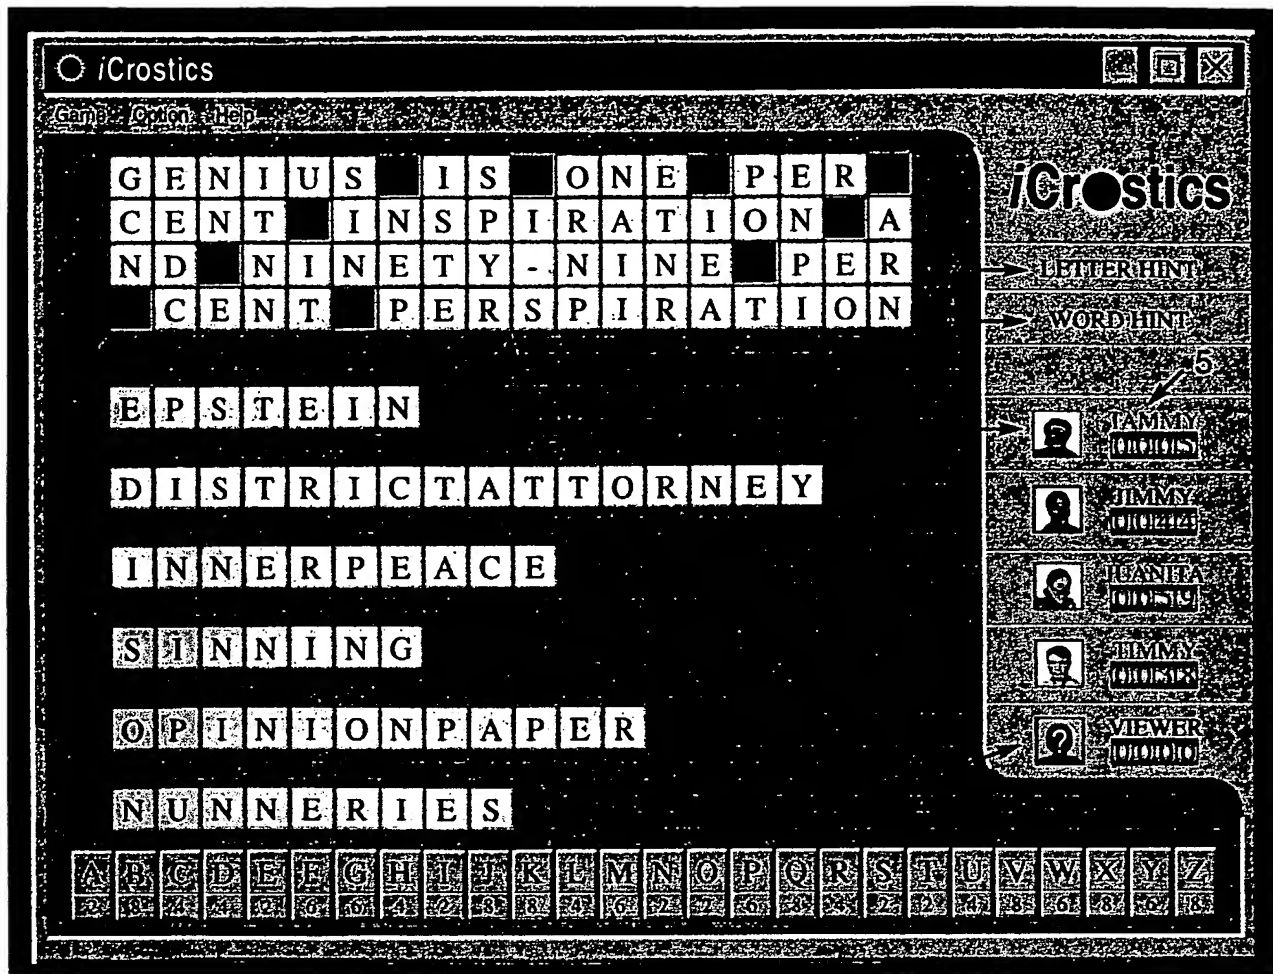 iCrostics
Game Option Help
GENIUS IS ONE PER
CENT INSPIRATION A
ND NINETY-NINE PER
CENT PERSPIRATION
iCrostics
LETTER HINT
WORD HINT
5
TAMMY
JIMMY
JUANITA
TIMMY
VIEWER
EPSTEIN
DISTRICTATTORNEY
INNERPEACE
SINNING
OPINIONPAPER
NUNNERIES
A B C D E F G H I J K L M N O P Q R S T U V W X Y Z